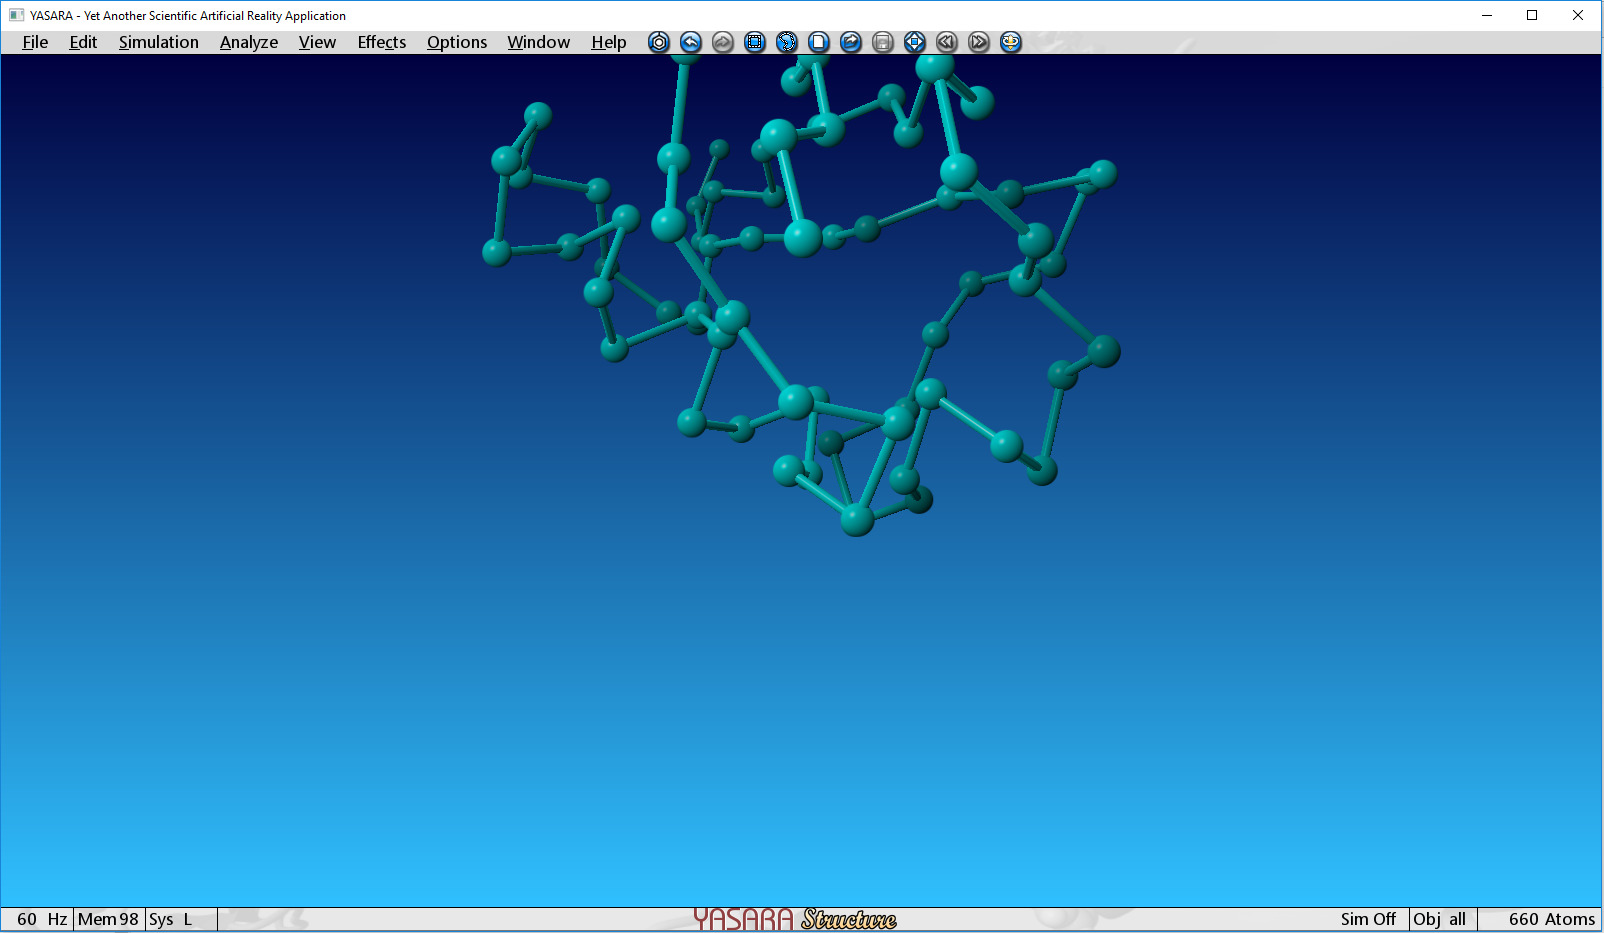 YASARA - Yet Another Scientific Artificial Reality Application
File Edit Simulation Analyze View Effects Options Window Help
60 Hz Mem 98 Sys L YASARA Structure Sim Off Obj all 660 Atoms